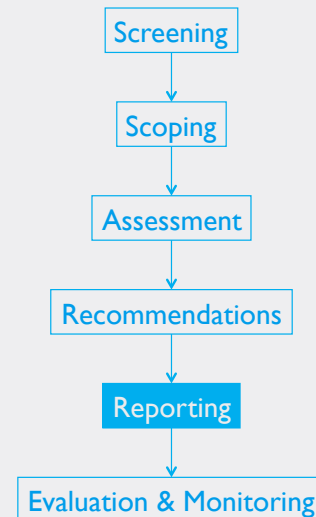 Screening
Scoping
Assessment
Recommendations
Reporting
Evaluation & Monitoring